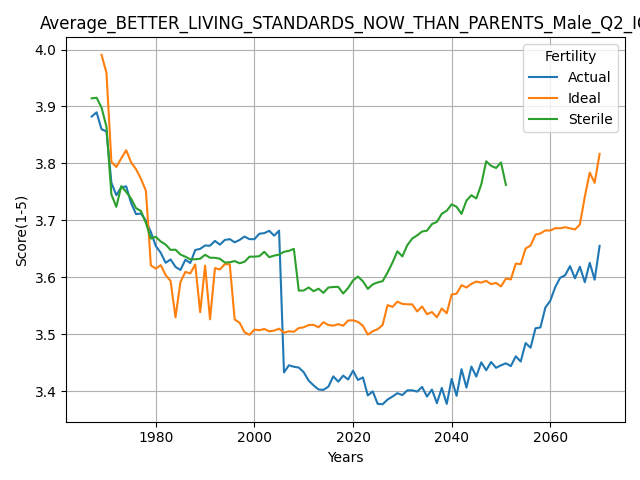 Average_BETTER_LIVING_STANDARDS_NOW_THAN_PARENTS_Male_Q2_I
Fertility
Actual
Ideal
Sterile
Score(1-5)
4.0
3.9
3.8
3.7
3.6
3.5
3.4
1980
2000
2020
2040
2060
Years